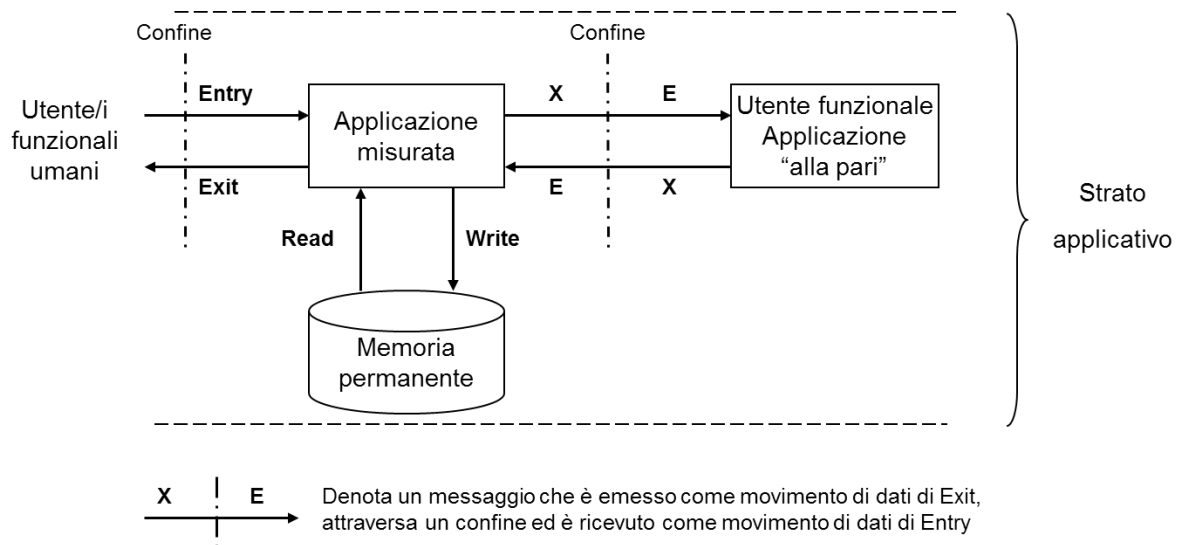 Confine
Confine
Utente/i
funzionali
umani
Entry
Exit
Applicazione
misurata
X
E
E
X
Utente funzionale
Applicazione
“alla pari”
Read
Write
Memoria
permanente
Strato
applicativo
X
E
Denota un messaggio che è emesso come movimento di dati di Exit,
attraversa un confine ed è ricevuto come movimento di dati di Entry